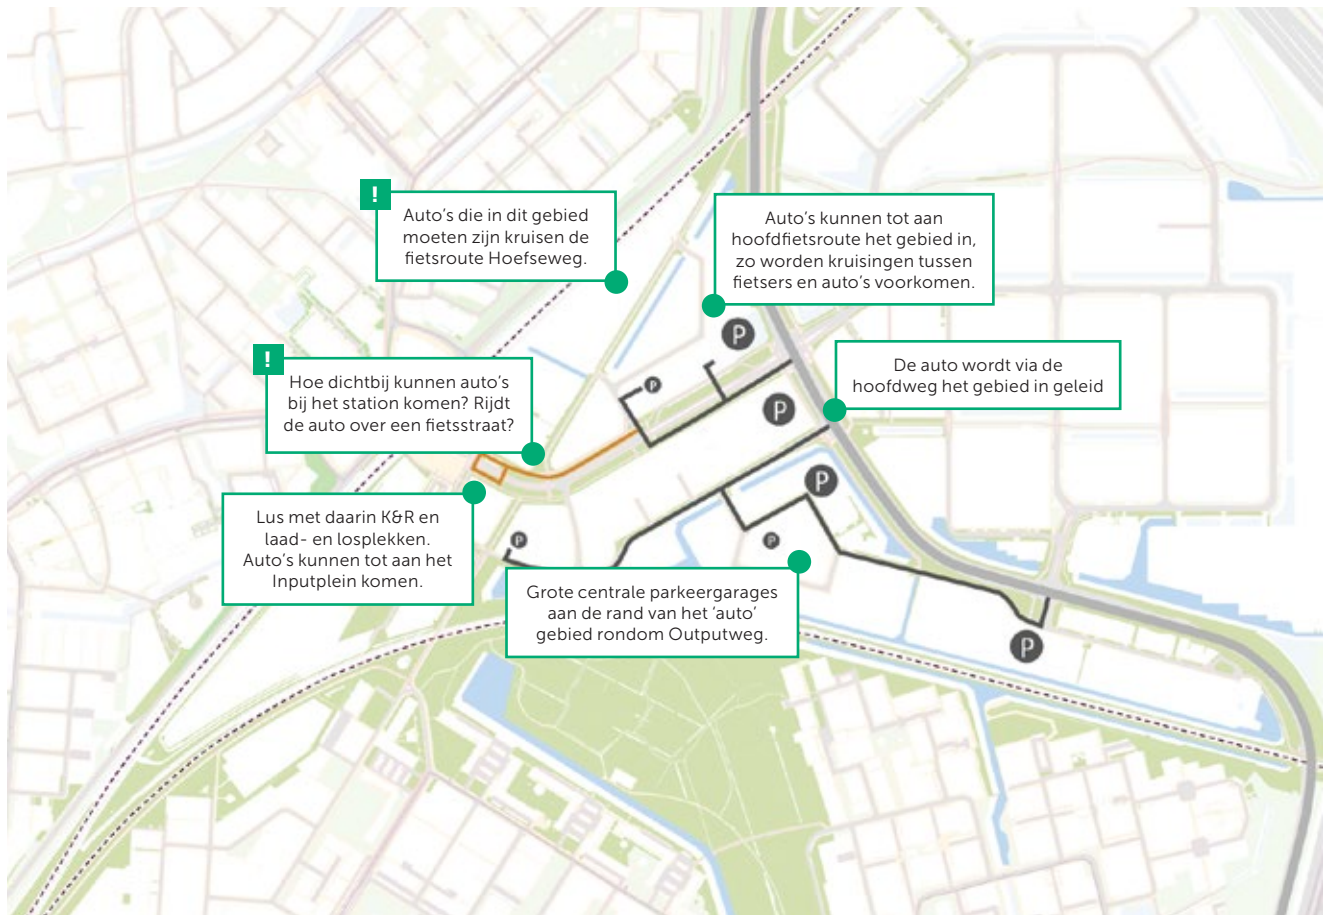 !
Auto's die in dit gebied
moeten zijn kruisen de
fietsroute Hoefseweg.
Auto's kunnen tot aan
hoofdfietsroute het gebied in,
zo worden kruisingen tussen
fietsers en auto's voorkomen.
P
!
Hoe dichtbij kunnen auto's
bij het station komen? Rijdt
de auto over een fietsstraat?
P
De auto wordt via de
hoofdweg het gebied in geleid
P
P
Lus met daarin K&R en
laad- en losplekken.
Auto's kunnen tot aan het
Inputplein komen.
P
P
Grote centrale parkeergarages
aan de rand van het 'auto'
gebied rondom Outputweg.
P